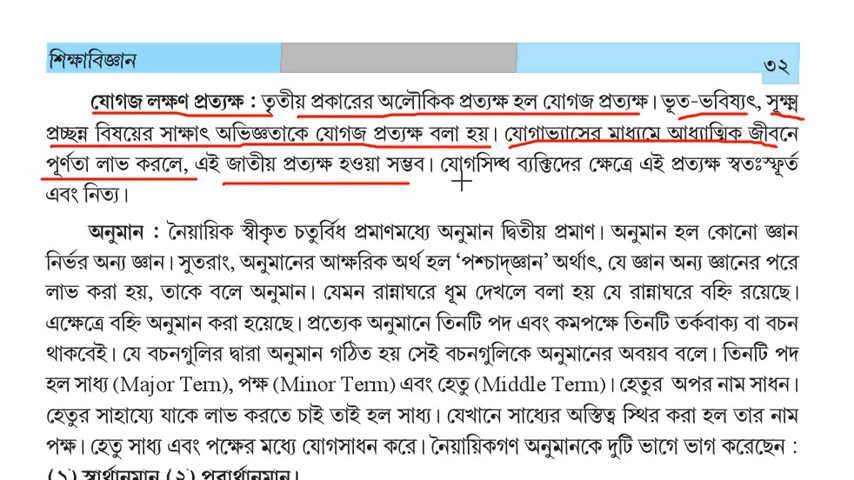 শিক্ষাবিজ্ঞান
৩২
যোগজ লক্ষণ প্রত্যক্ষ : তৃতীয় প্রকারের অলৌকিক প্রত্যক্ষ হল যোগজ প্রত্যক্ষ। ভূত-ভবিষ্যৎ, সূক্ষ্ম
প্রচ্ছন্ন বিষয়ের সাক্ষাৎ অভিজ্ঞতাকে যোগজ প্রত্যক্ষ বলা হয়। যোগাভ্যাসের মাধ্যমে আধ্যাত্মিক জীবনে
পূর্ণতা লাভ করলে, এই জাতীয় প্রত্যক্ষ হওয়া সম্ভব। যোগসিদ্ধ ব্যক্তিদের ক্ষেত্রে এই প্রত্যক্ষ স্বতঃস্ফূর্ত
এবং নিত্য।
অনুমান : নৈয়ায়িক স্বীকৃত চতুর্বিধ প্রমাণমধ্যে অনুমান দ্বিতীয় প্রমাণ। অনুমান হল কোনো জ্ঞান
নির্ভর অন্য জ্ঞান। সুতরাং, অনুমানের আক্ষরিক অর্থ হল ‘পশ্চাদ্‌জ্ঞান’ অর্থাৎ, যে জ্ঞান অন্য জ্ঞানের পরে
লাভ করা হয়, তাকে বলে অনুমান। যেমন রান্নাঘরে ধূম দেখলে বলা হয় যে রান্নাঘরে বহ্নি রয়েছে।
এক্ষেত্রে বহ্নি অনুমান করা হয়েছে। প্রত্যেক অনুমানে তিনটি পদ এবং কমপক্ষে তিনটি তর্কবাক্য বা বচন
থাকবেই। যে বচনগুলির দ্বারা অনুমান গঠিত হয় সেই বচনগুলিকে অনুমানের অবয়ব বলে। তিনটি পদ
হল সাধ্য (Major Tern), পক্ষ (Minor Term) এবং হেতু (Middle Term)। হেতুর অপর নাম সাধন।
হেতুর সাহায্যে যাকে লাভ করতে চাই তাই হল সাধ্য। যেখানে সাধ্যের অস্তিত্ব স্থির করা হল তার নাম
পক্ষ। হেতু সাধ্য এবং পক্ষের মধ্যে যোগসাধন করে। নৈয়ায়িকগণ অনুমানকে দুটি ভাগে ভাগ করেছেন :
(১) স্বার্থানুমান (২) পরার্থানুমান।